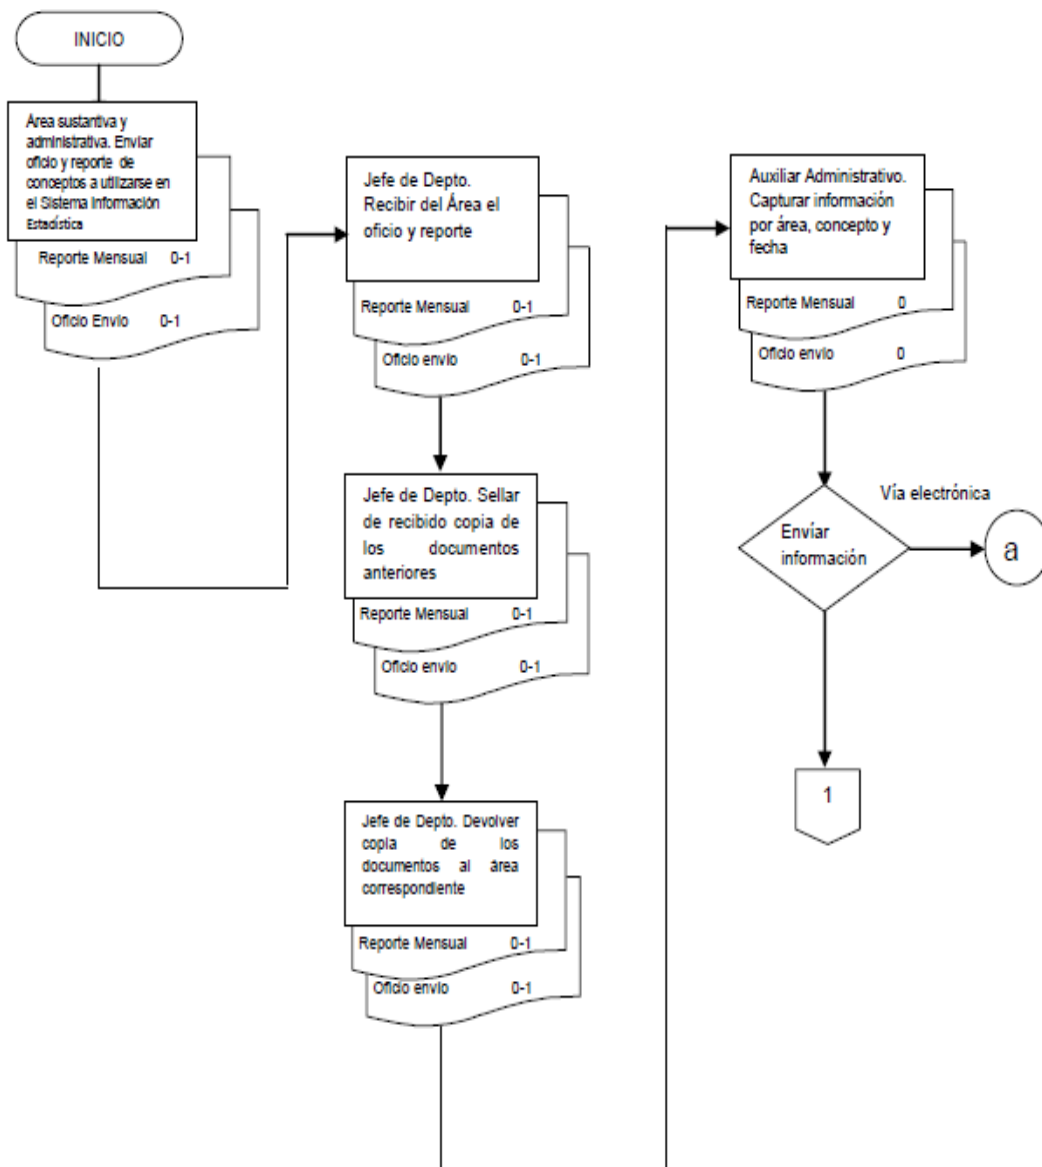 INICIO
Área sustantiva y
administrativa. Enviar
oficio y reporte de
conceptos a utilizarse en
el Sistema Información
Estadística
Reporte Mensual 0-1
Oficio Envío 0-1
Jefe de Depto.
Recibir del Área el
oficio y reporte
Reporte Mensual 0-1
Oficio envío 0-1
Jefe de Depto. Sellar
de recibido copia de
los documentos
anteriores
Reporte Mensual 0-1
Oficio envío 0-1
Jefe de Depto. Devolver
copia de los
documentos al área
correspondiente
Reporte Mensual 0-1
Oficio envío 0-1
Auxiliar Administrativo.
Capturar información
por área, concepto y
fecha
Reporte Mensual 0
Oficio envío 0
Vía electrónica
Envíar
información
a
1